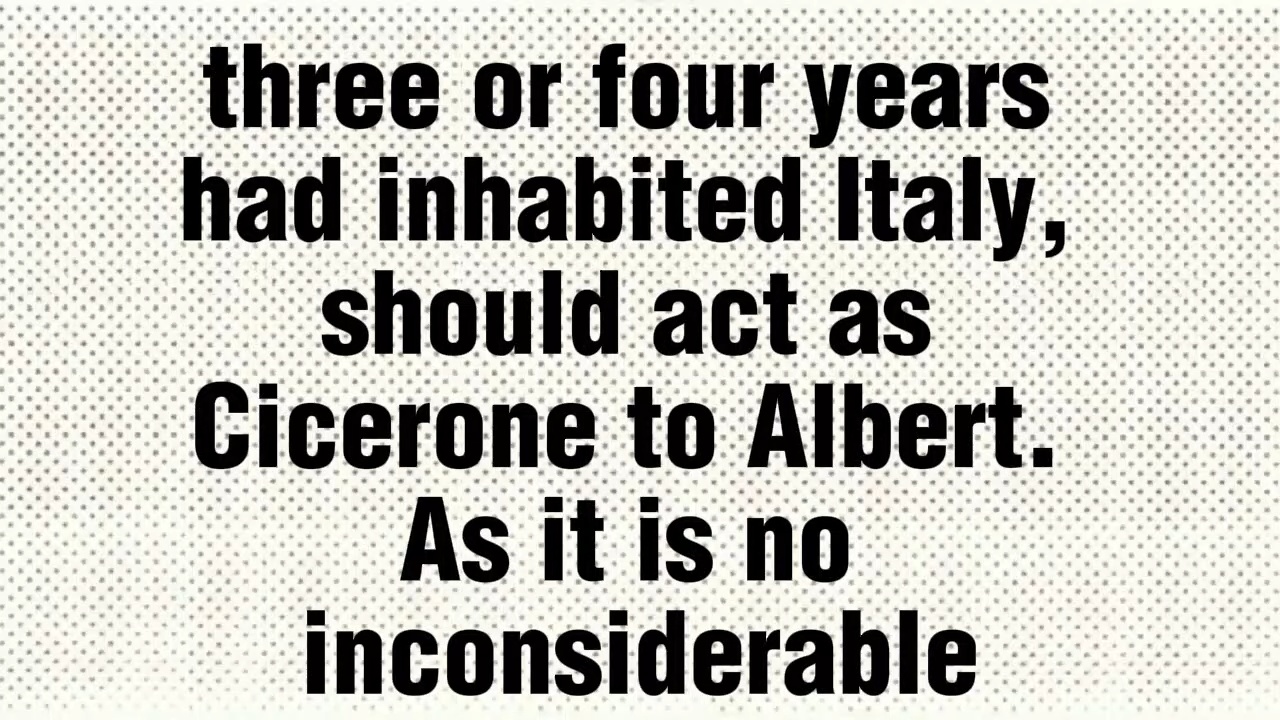 three or four years
had inhabited Italy,
should act as
Cicerone to Albert.
As it is no
inconsiderable